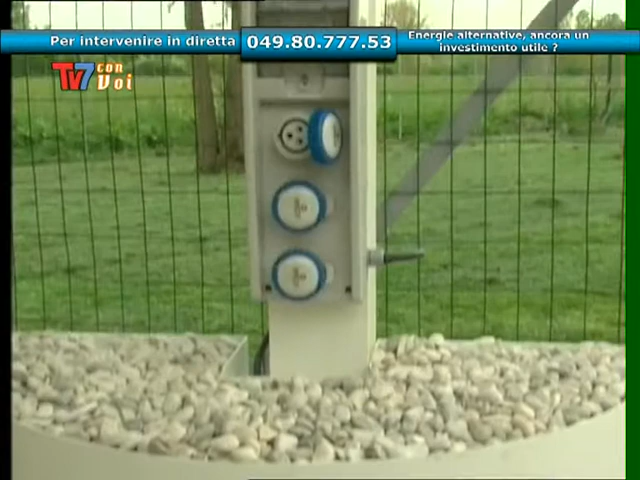 Per intervenire in diretta
049.80.777.53
Energie alternative, ancora un
investimento utile ?
TV7 con
Voi